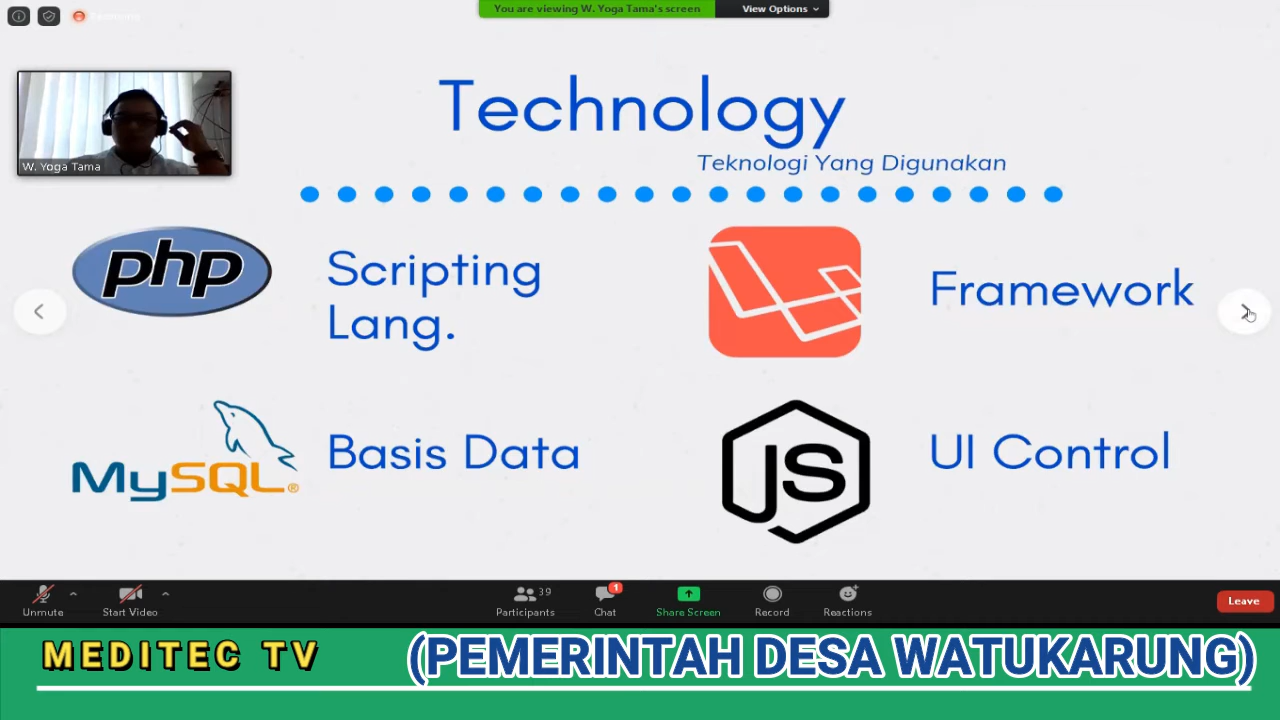 Recording
You are viewing W. Yoga Tama's screen
View Options
W. Yoga Tama
Technology
Teknologi Yang Digunakan
php
Scripting
Lang.
Framework
MySQL®
Basis Data
JS
UI Control
Unmute
Start Video
Participants
39
Chat
1
Share Screen
Record
Reactions
Leave
MEDITEC TV
(PEMERINTAH DESA WATUKARUNG)